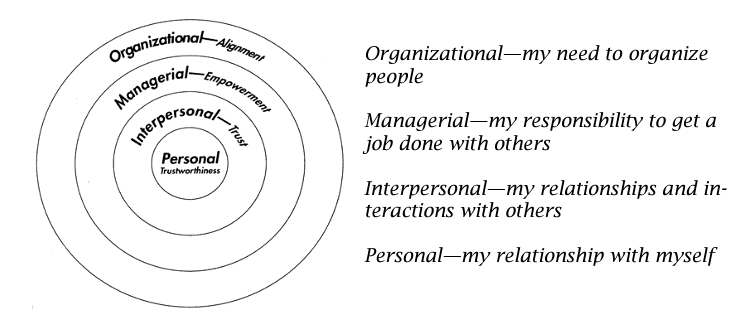 Organizational—Alignment
Managerial—Empowerment
Interpersonal—Trust
Personal
Trustworthiness
Organizational—my need to organize
people
Managerial—my responsibility to get a
job done with others
Interpersonal—my relationships and in-
teractions with others
Personal—my relationship with myself